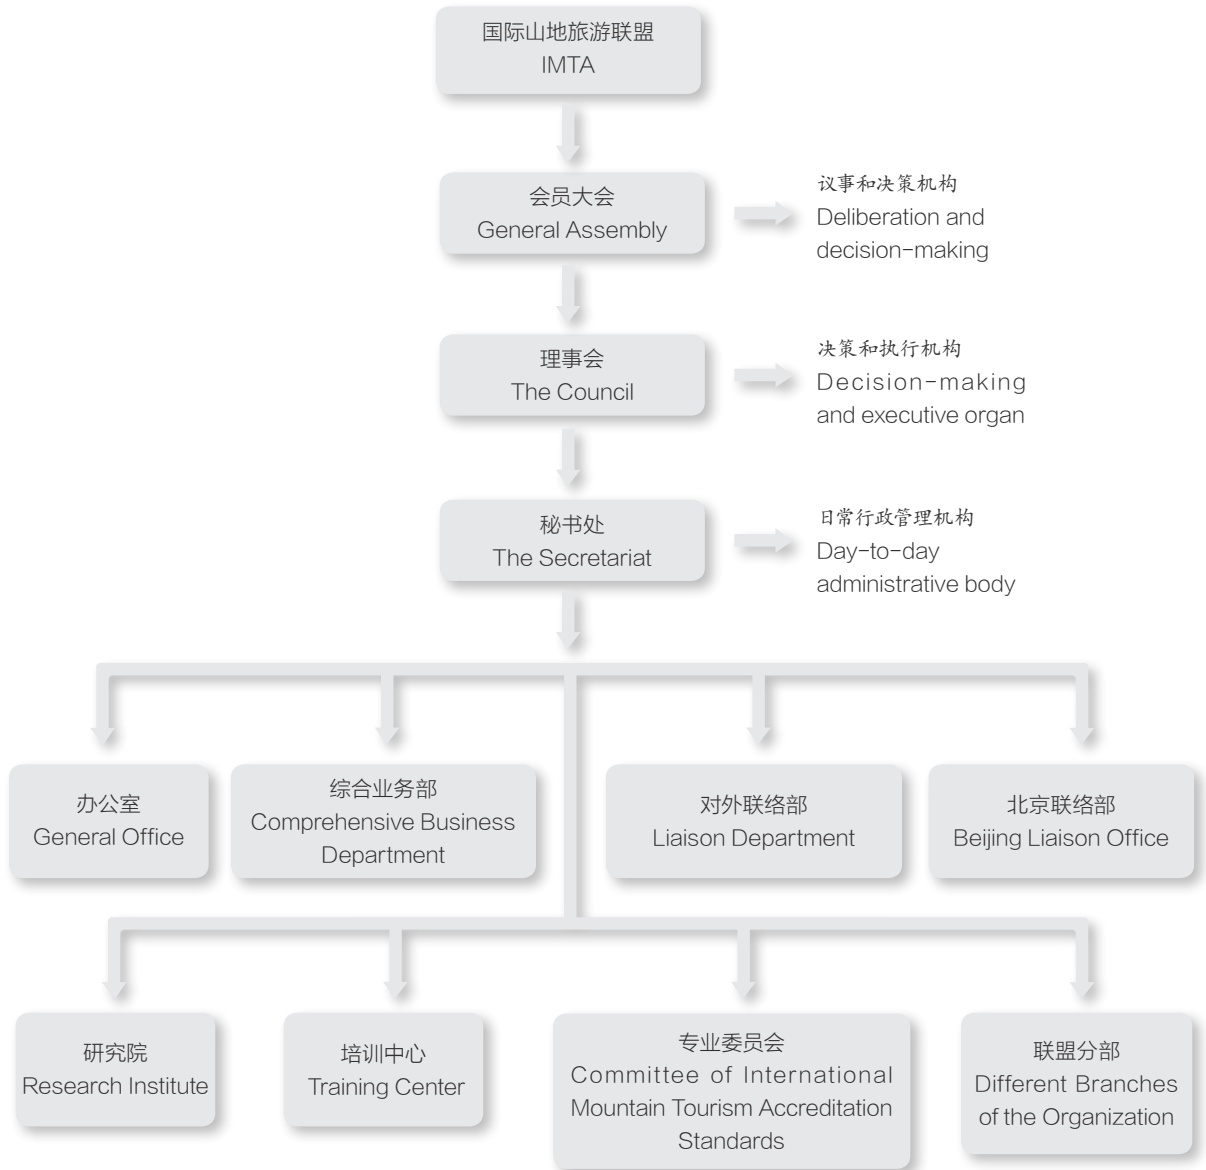 国际山地旅游联盟
IMTA
会员大会
General Assembly
议事和决策机构
Deliberation and
decision-making
理事会
The Council
决策和执行机构
Decision-making
and executive organ
秘书处
The Secretariat
日常行政管理机构
Day-to-day
administrative body
办公室
General Office
综合业务部
Comprehensive Business
Department
对外联络部
Liaison Department
北京联络部
Beijing Liaison Office
研究院
Research Institute
培训中心
Training Center
专业委员会
Committee of International
Mountain Tourism Accreditation
Standards
联盟分部
Different Branches
of the Organization